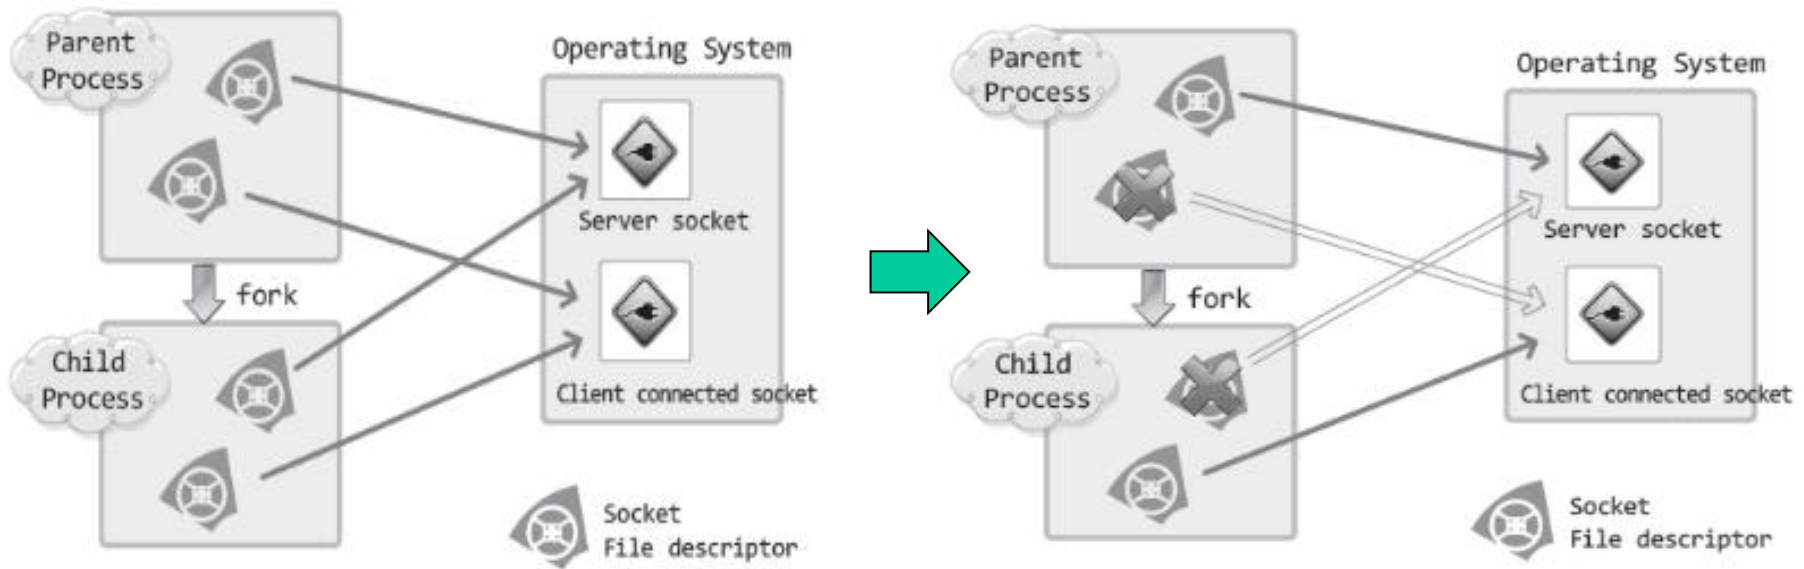 Parent
Process
Operating System
Server socket
fork
Child
Process
Client connected socket
Socket
File descriptor
Parent
Process
Operating System
Server socket
fork
Child
Process
Client connected socket
Socket
File descriptor